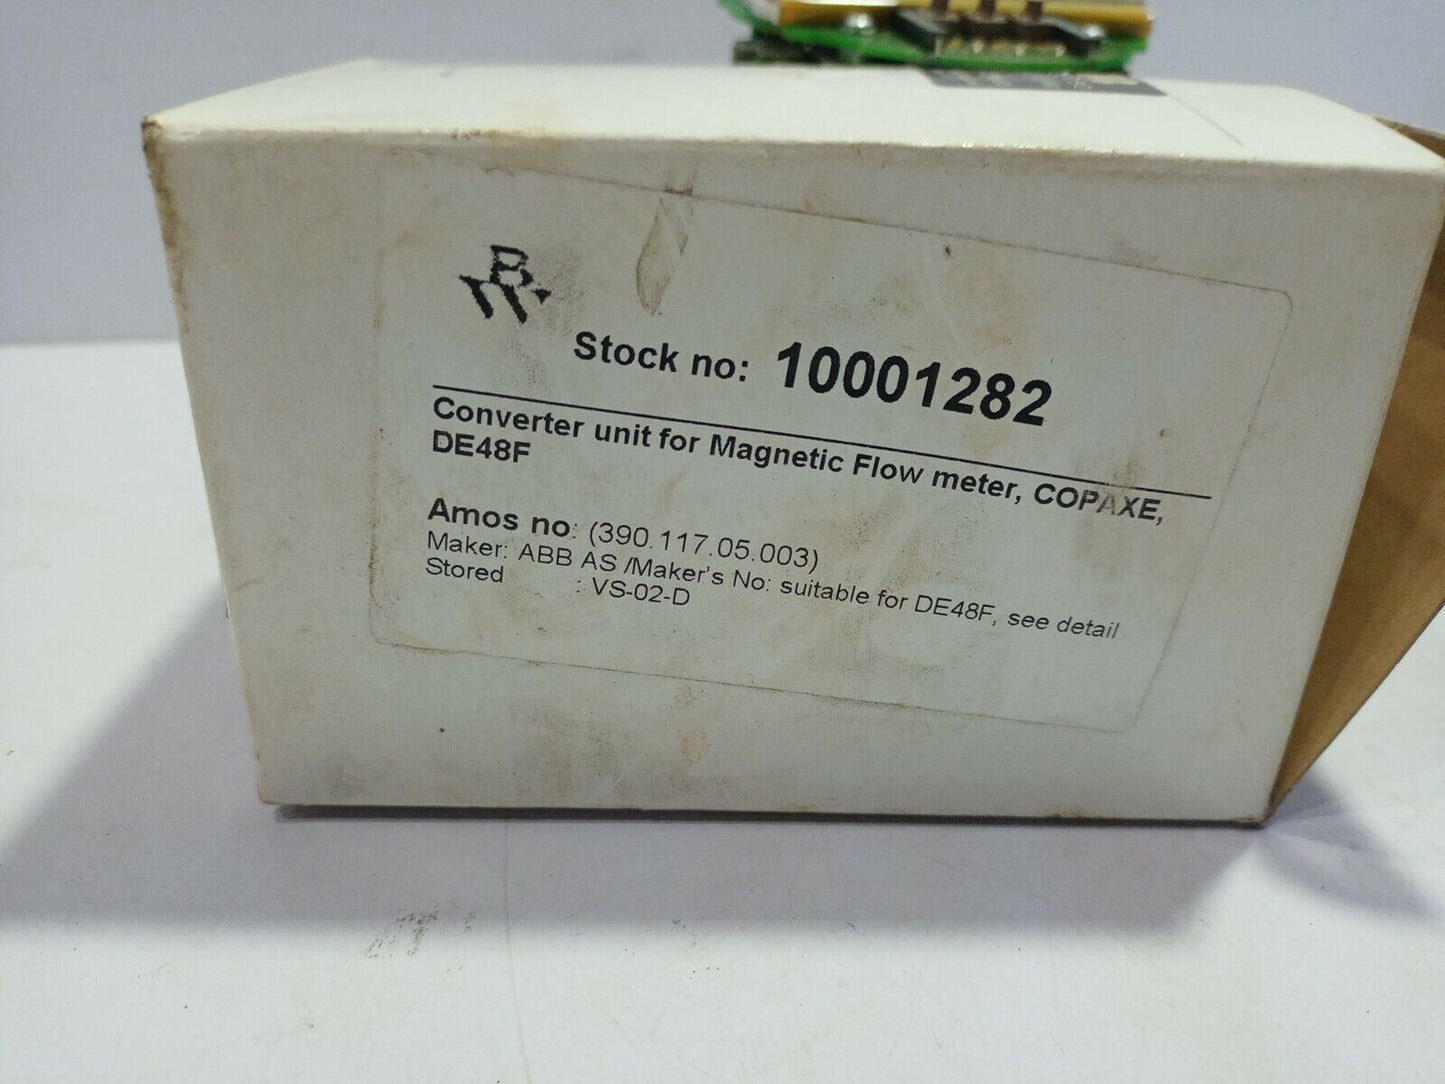 BW
Stock no: 10001282
Converter unit for Magnetic Flow meter, COPAXE,
DE48F
Amos no: (390.117.05.003)
Maker: ABB AS /Maker's No: suitable for DE48F, see detail
Stored : VS-02-D